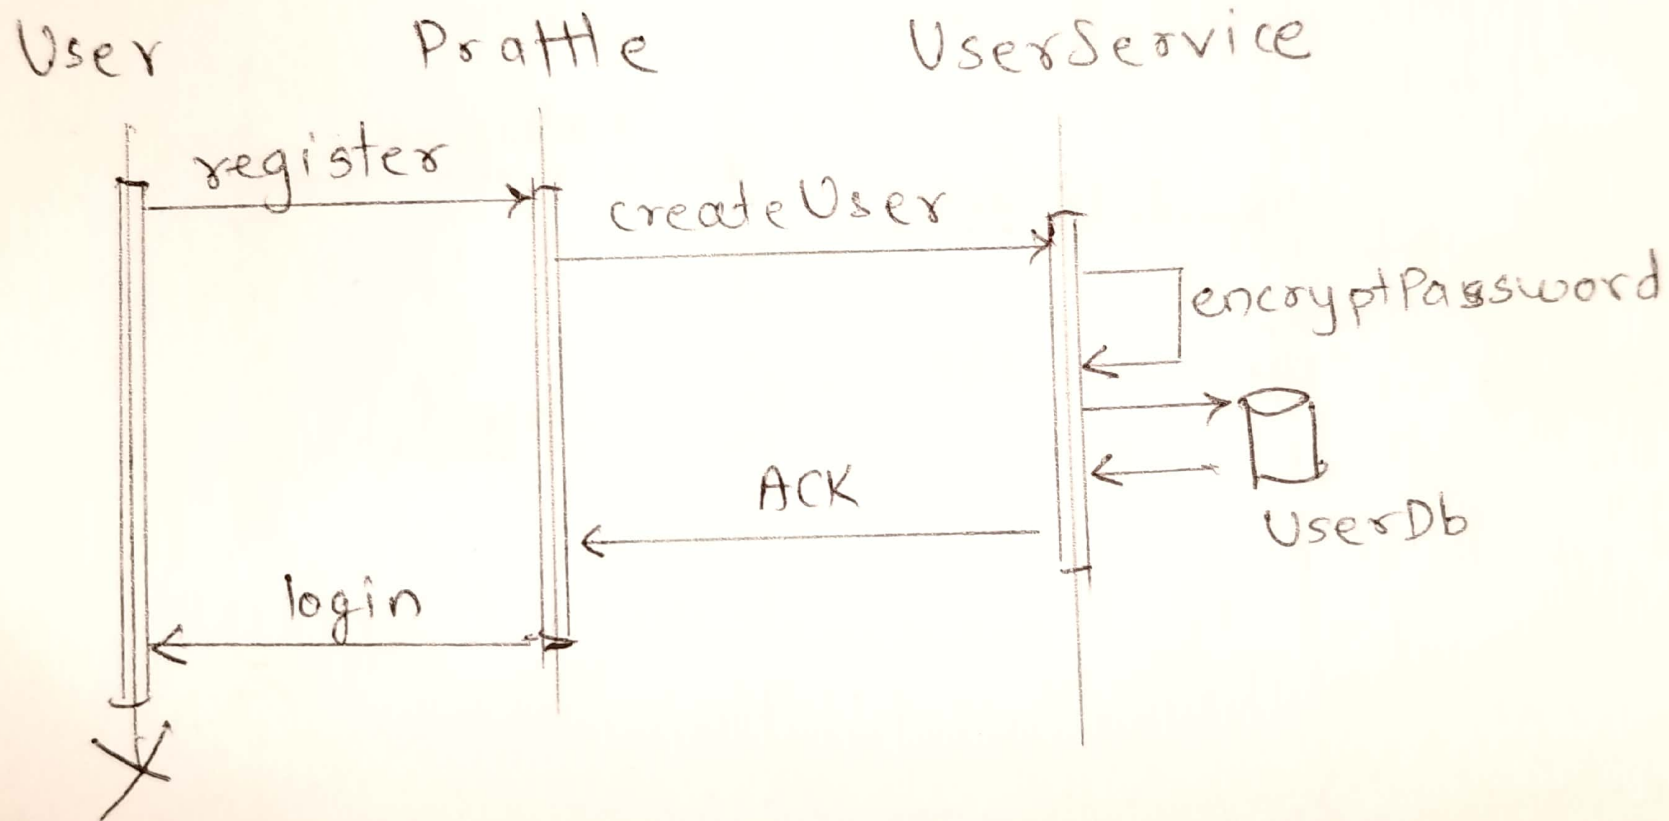 User
Prattle
UserService
register
createUser
encryptPassword
ACK
UserDb
login